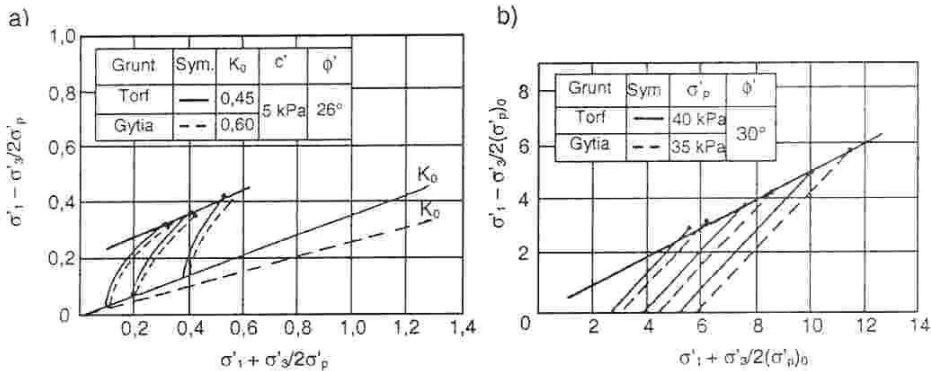 a)
1,0
0,8
0,6
0,4
0,2
0
0,2 0,4 0,6 0,8 1,0 1,2 1,4
σ'₁ – σ'₃/2σ'p
σ'₁ + σ'₃/2σ'p
Grunt Sym. K₀ c' ϕ'
Torf 0,45 5 kPa 26°
Gytia 0,60
K₀
K₀
b)
8
6
4
2
0
0 2 4 6 8 10 12 14
σ'₁ – σ'₃/2(σ'p)₀
σ'₁ + σ'₃/2(σ'p)₀
Grunt Sym σ'p ϕ'
Torf 40 kPa 30°
Gytia 35 kPa